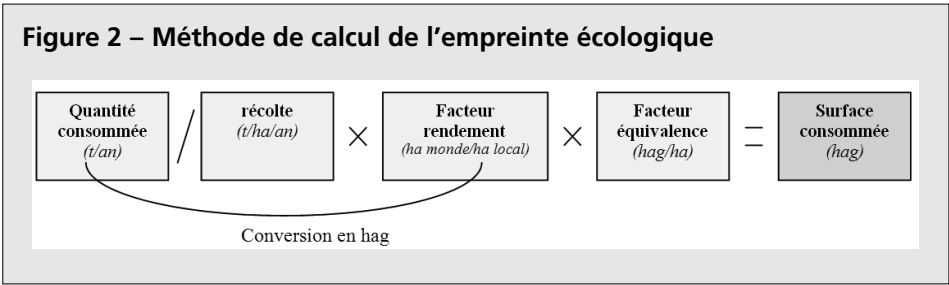 Figure 2 – Méthode de calcul de l’empreinte écologique
Quantité
consommée
(t/an)
/
récolte
(t/ha/an)
×
Facteur
rendement
(ha monde/ha local)
×
Facteur
équivalence
(hag/ha)
=
Surface
consommée
(hag)
Conversion en hag